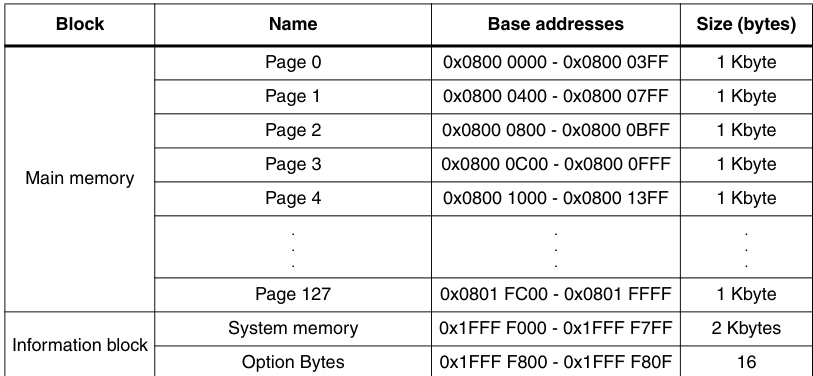 Block Name Base addresses Size (bytes)
Page 0 0x0800 0000 - 0x0800 03FF 1 Kbyte
Page 1 0x0800 0400 - 0x0800 07FF 1 Kbyte
Page 2 0x0800 0800 - 0x0800 0BFF 1 Kbyte
Page 3 0x0800 0C00 - 0x0800 0FFF 1 Kbyte
Main memory
Page 4 0x0800 1000 - 0x0800 13FF 1 Kbyte
. . .
. . .
. . .
Page 127 0x0801 FC00 - 0x0801 FFFF 1 Kbyte
System memory 0x1FFF F000 - 0x1FFF F7FF 2 Kbytes
Information block
Option Bytes 0x1FFF F800 - 0x1FFF F80F 16